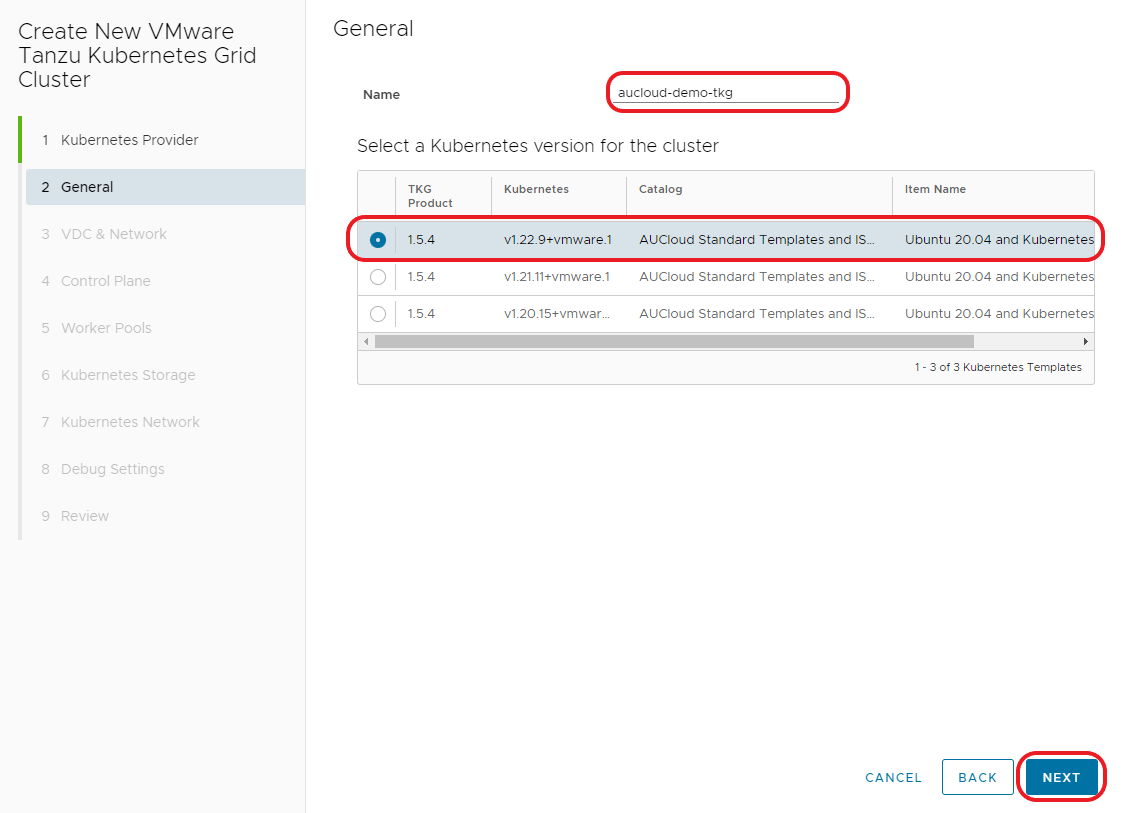 Create New VMware
Tanzu Kubernetes Grid
Cluster
1 Kubernetes Provider
2 General
3 VDC & Network
4 Control Plane
5 Worker Pools
6 Kubernetes Storage
7 Kubernetes Network
8 Debug Settings
9 Review
General
Name aucloud-demo-tkg
Select a Kubernetes version for the cluster
TKG Product Kubernetes Catalog Item Name
1.5.4 v1.22.9+vmware.1 AUCloud Standard Templates and IS... Ubuntu 20.04 and Kubernetes
1.5.4 v1.21.11+vmware.1 AUCloud Standard Templates and IS... Ubuntu 20.04 and Kubernetes
1.5.4 v1.20.15+vmwar... AUCloud Standard Templates and IS... Ubuntu 20.04 and Kubernetes
1 - 3 of 3 Kubernetes Templates
CANCEL BACK NEXT